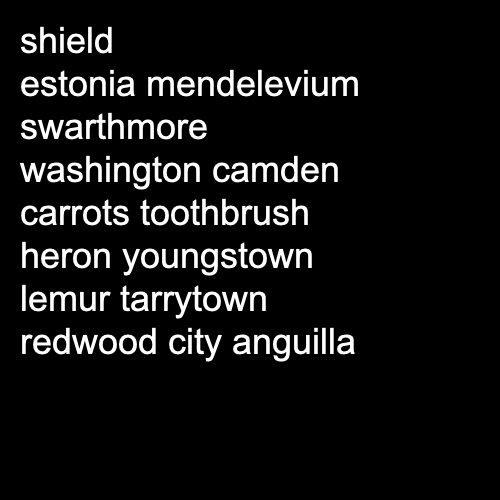 shield
estonia mendelevium
swarthmore
washington camden
carrots toothbrush
heron youngstown
lemur tarrytown
redwood city anguilla